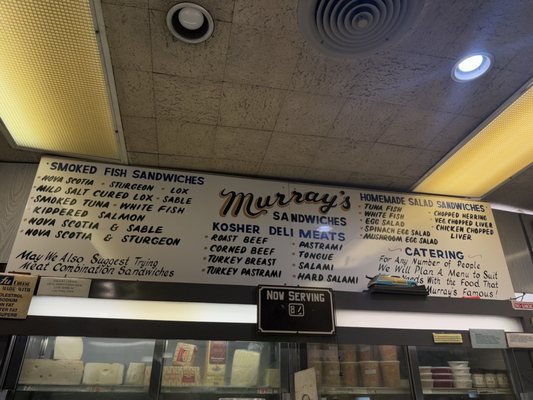 SMOKED FISH SANDWICHES
NOVA SCOTIA - STURGEON - LOX
MILD SALT CURED LOX - SABLE
SMOKED TUNA - WHITE FISH
KIPPERED SALMON
NOVA SCOTIA & SABLE
NOVA SCOTIA & STURGEON
MAY WE ALSO SUGGEST TRYING
MEAT COMBINATION SANDWICHES
Murray's
SANDWICHES
KOSHER DELI MEATS
ROAST BEEF
CORNED BEEF
TURKEY BREAST
TURKEY PASTRAMI
PASTRAMI
TONGUE
SALAMI
HARD SALAMI
HOMEMADE SALAD SANDWICHES
TUNA FISH
WHITE FISH
EGG SALAD
SPINACH EGG SALAD
MUSHROOM EGG SALAD
CHOPPED HERRING
VEG CHOPPED LIVER
CHICKEN CHOPPED
LIVER
CATERING
FOR ANY NUMBER OF PEOPLE
WE WILL PLAN A MENU TO SUIT
NEEDS WITH THE FOOD THAT
MURRAY'S FAMOUS!
CHOLESTEROL
NOW SERVING